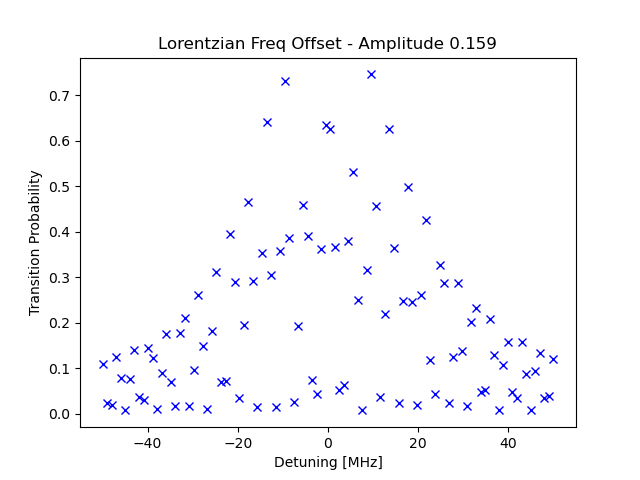 Lorentzian Freq Offset - Amplitude 0.159
0.7
0.6
0.5
0.4
0.3
0.2
0.1
0.0
Transition Probability
−40 −20 0 20 40
Detuning [MHz]